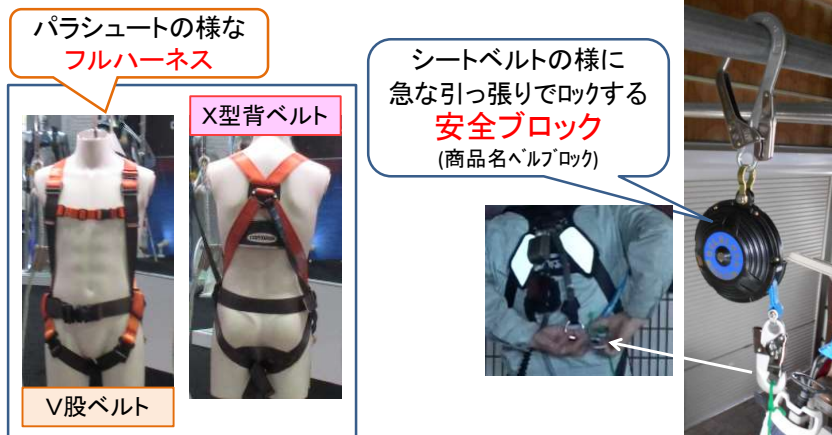 パラシュートの様な
フルハーネス
X型背ベルト
V股ベルト
シートベルトの様に
急な引っ張りでロックする
安全ブロック
(商品名ベルブロック)